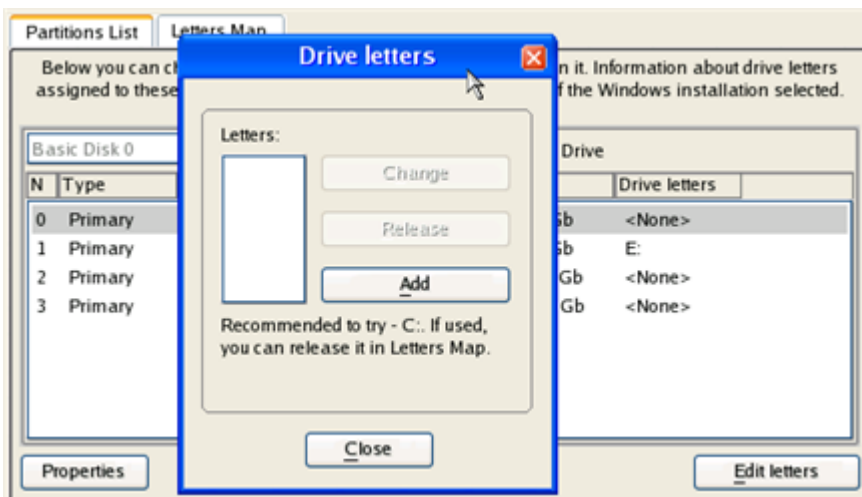 Partitions List Letters Map
Drive letters
Below you can n it. Information about drive letters
assigned to these f the Windows installation selected.
Letters:
Basic Disk 0 Drive
Change
N Type Drive letters
0 Primary <None>
Release
1 Primary E:
2 Primary Gb <None>
Add
3 Primary Gb <None>
Recommended to try - C:. If used,
you can release it in Letters Map.
Close
Properties Edit letters